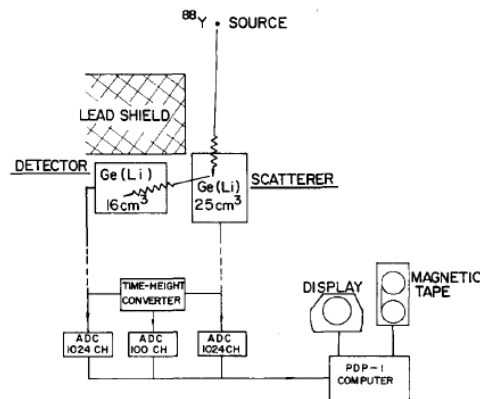 ⁸⁸Y • SOURCE
LEAD SHIELD
DETECTOR
Ge(Li)
16cm³
Ge(Li)
25cm³
SCATTERER
TIME-HEIGHT
CONVERTER
DISPLAY
MAGNETIC
TAPE
ADC
1024 CH
ADC
100 CH
ADC
1024CH
PDP-1
COMPUTER